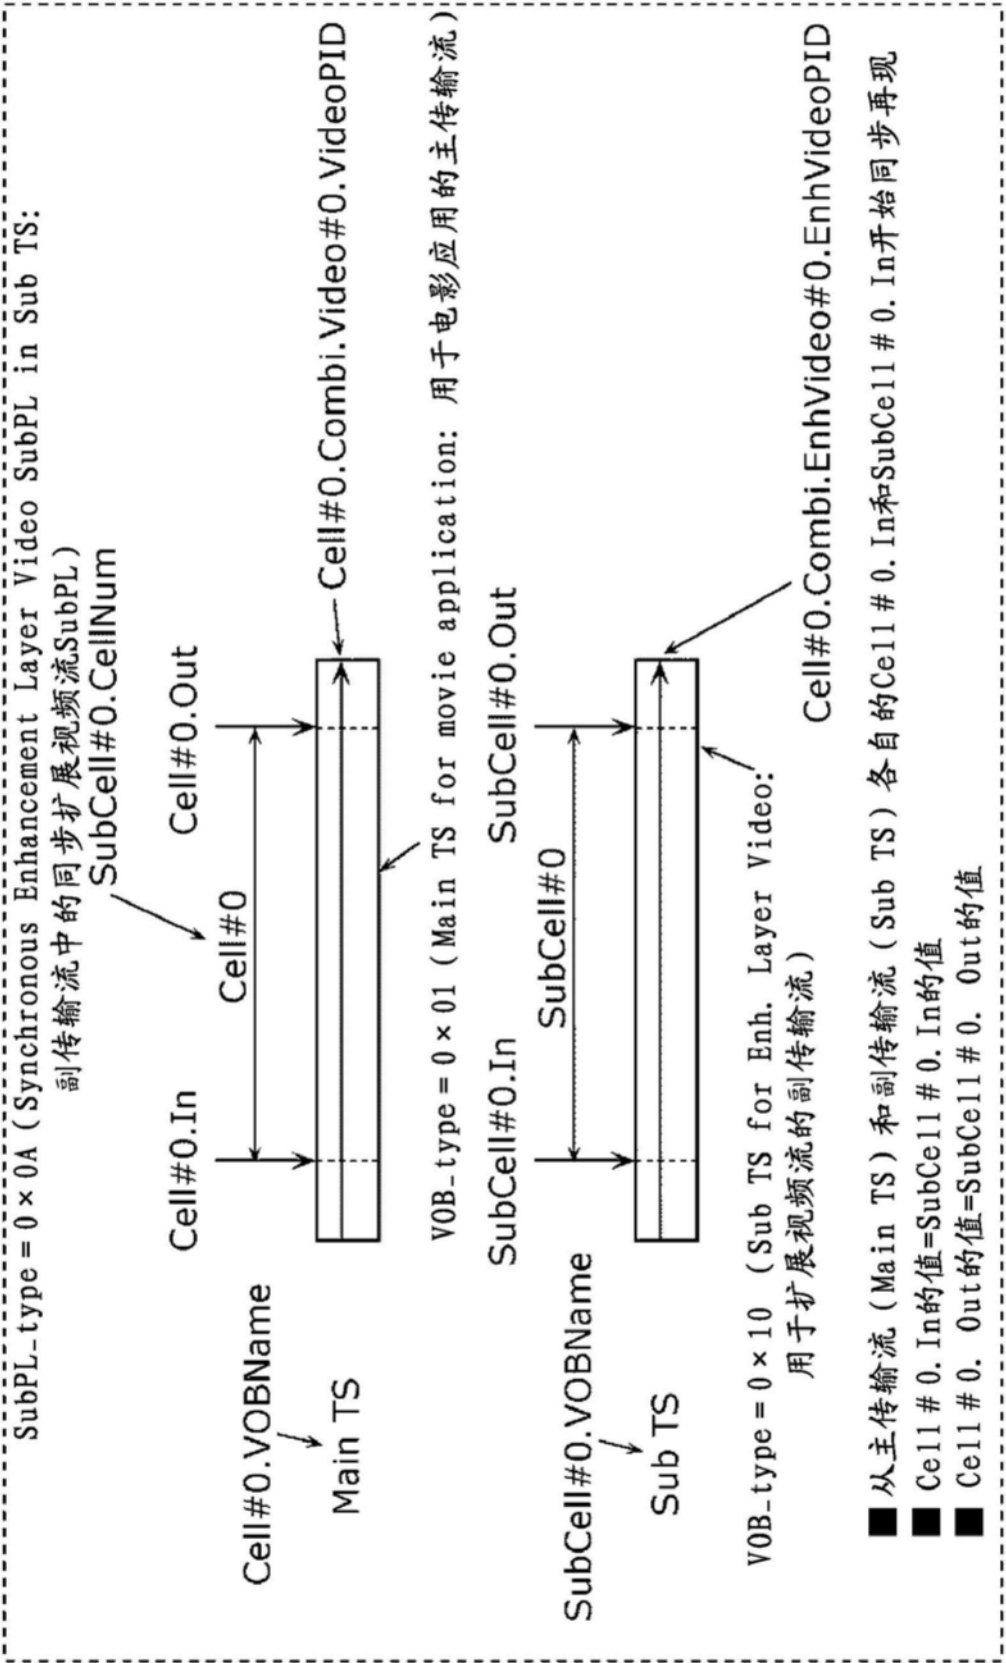 SubPL_type＝0×0A（Synchronous Enhancement Layer Video SubPL in Sub TS:
副传输流中的同步扩展视频流SubPL）
SubCell#0.CellNum
Cell#0.In
Cell#0.Out
Cell#0.VOBName
Cell#0
Main TS
Cell#0.Combi.Video#0.VideoPID
VOB_type＝0×01（Main TS for movie application: 用于电影应用的主传输流）
SubCell#0.In
SubCell#0.Out
SubCell#0.VOBName
SubCell#0
Sub TS
Cell#0.Combi.EnhVideo#0.EnhVideoPID
VOB_type＝0×10 （Sub TS for Enh. Layer Video:
用于扩展视频流的副传输流）
■ 从主传输流（Main TS）和副传输流（Sub TS）各自的Cell＃0.In和SubCell＃0.In开始同步再现
■ Cell＃0.In的值=SubCell＃0.In的值
■ Cell＃0. Out的值=SubCell＃0. Out的值